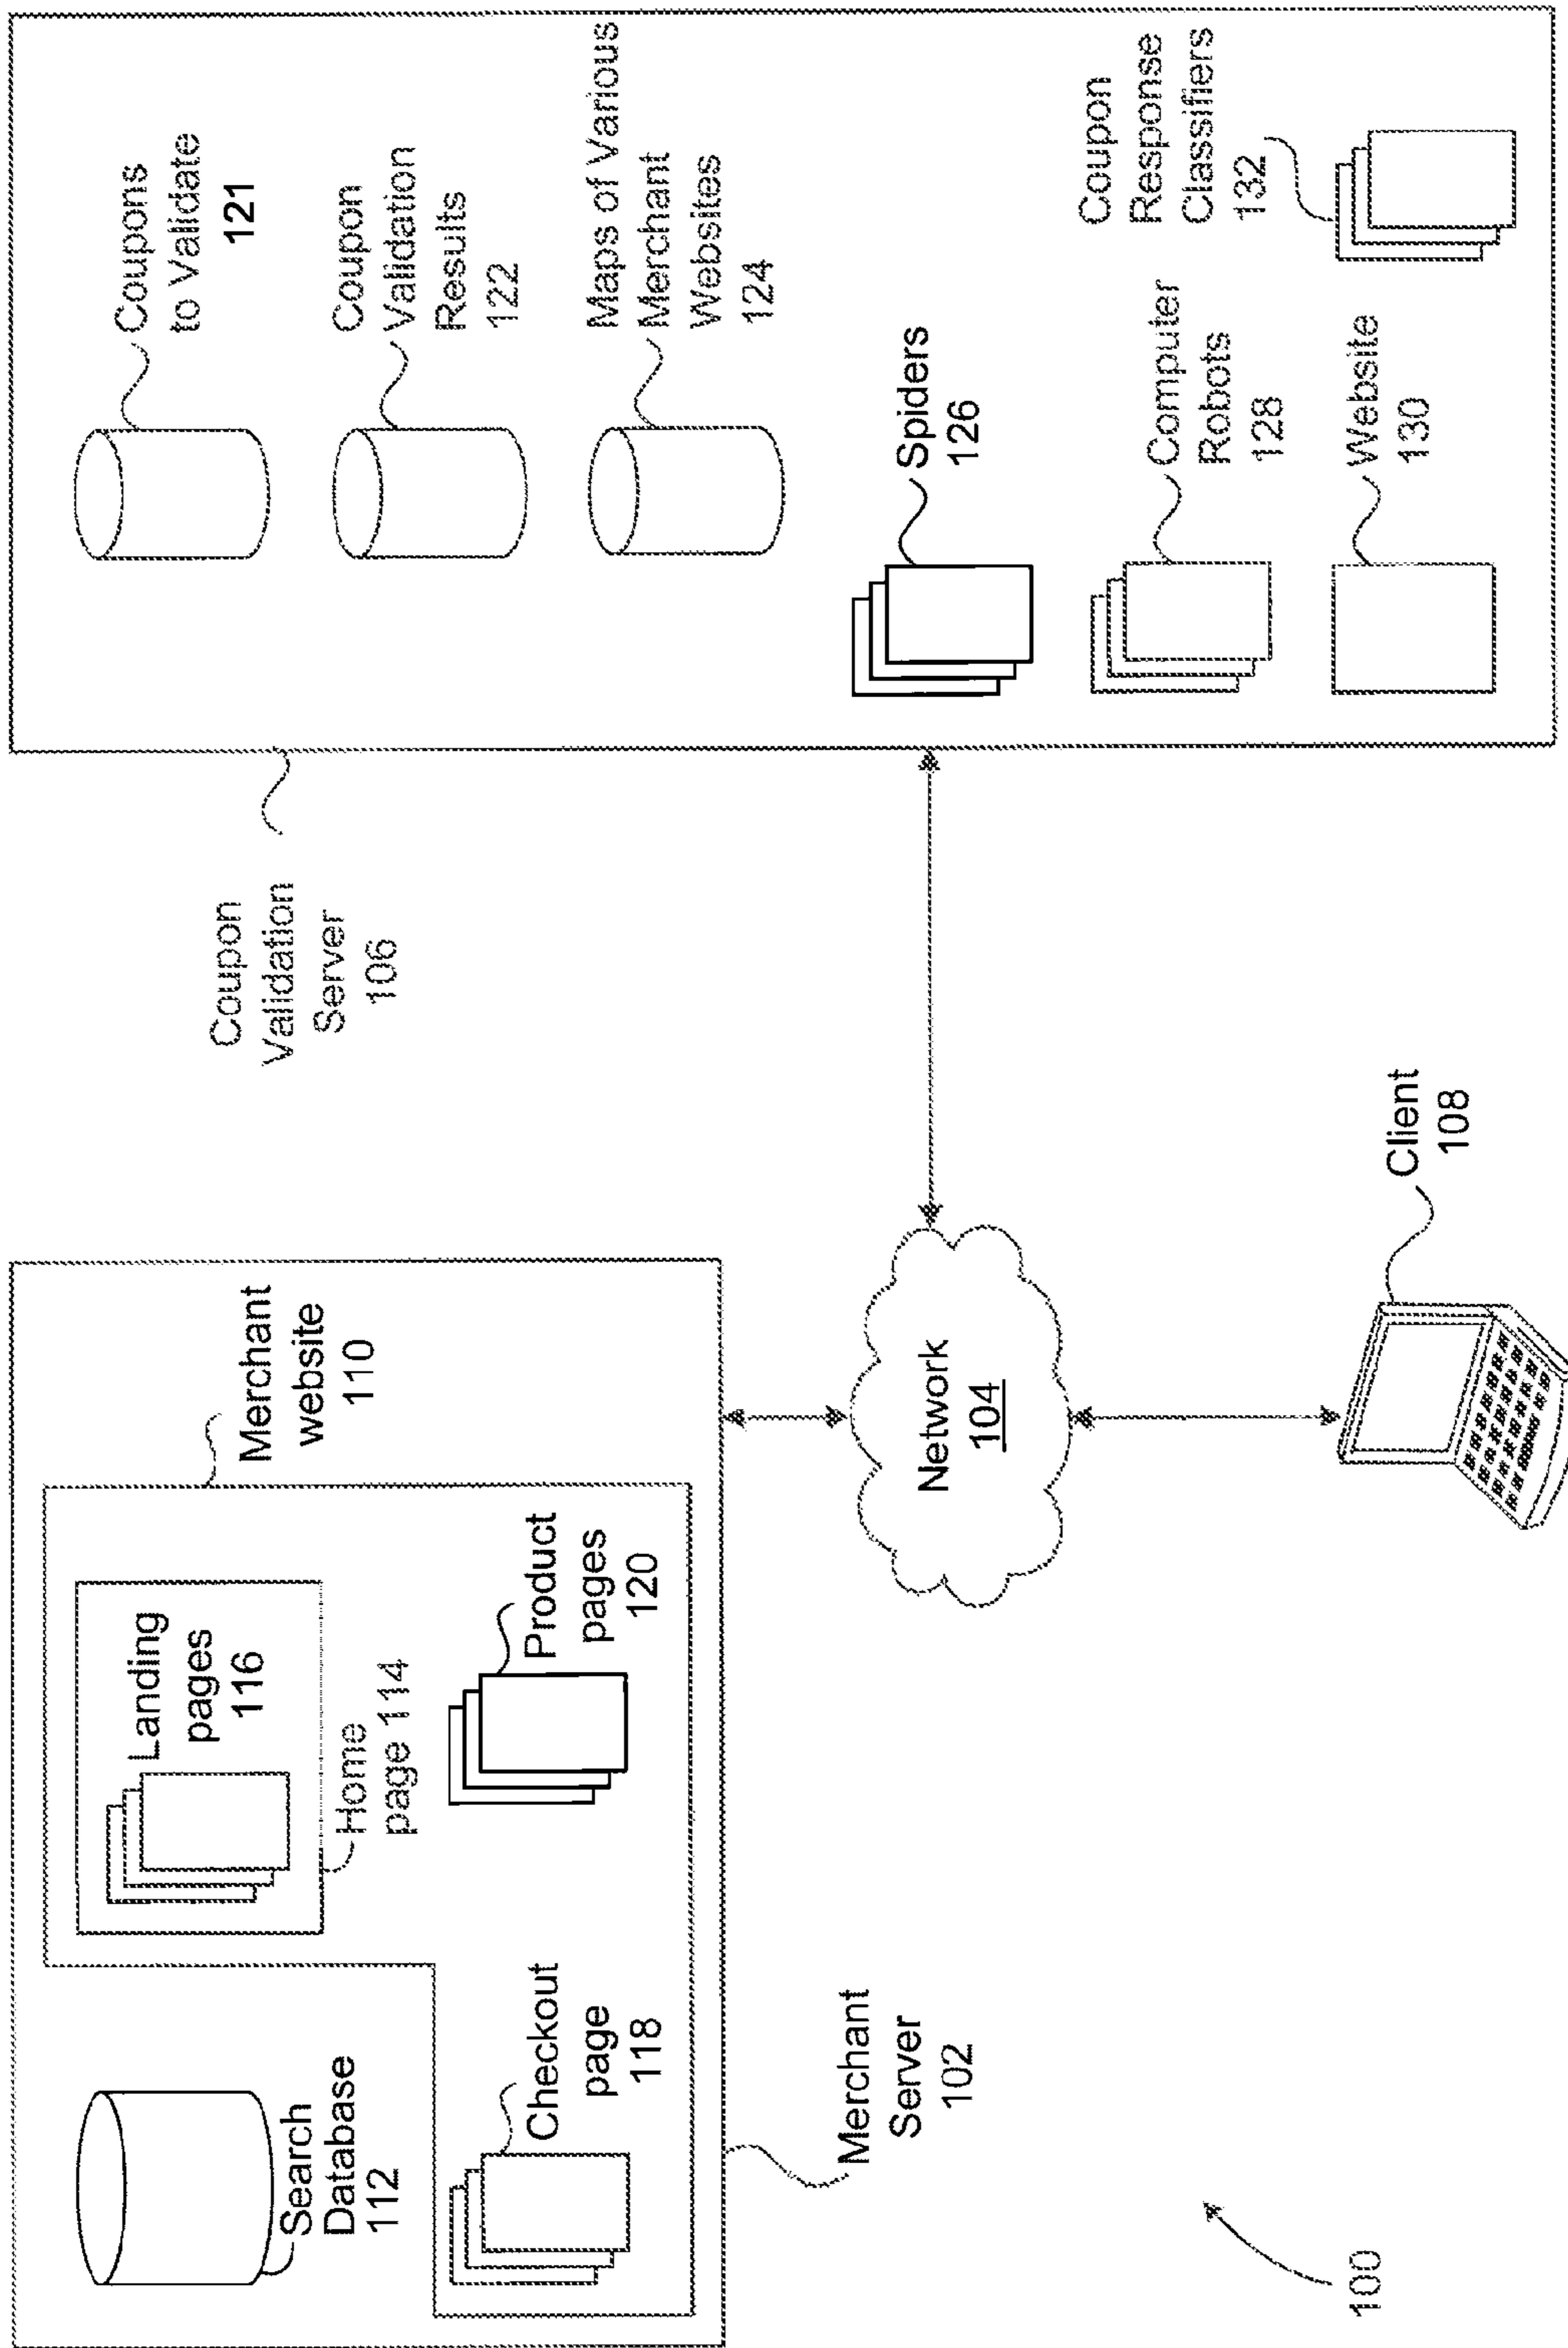 Search
Database
112
Landing
pages
116
Home
page 114
Merchant
website
110
Checkout
page
118
Product
pages
120
Merchant
Server
102
Network
104
Client
108
100
Coupon
Validation
Server
106
Coupons
to Validate
121
Coupon
Validation
Results
122
Maps of Various
Merchant
Websites
124
Spiders
126
Computer
Robots
128
Website
130
Coupon
Response
Classifiers
132